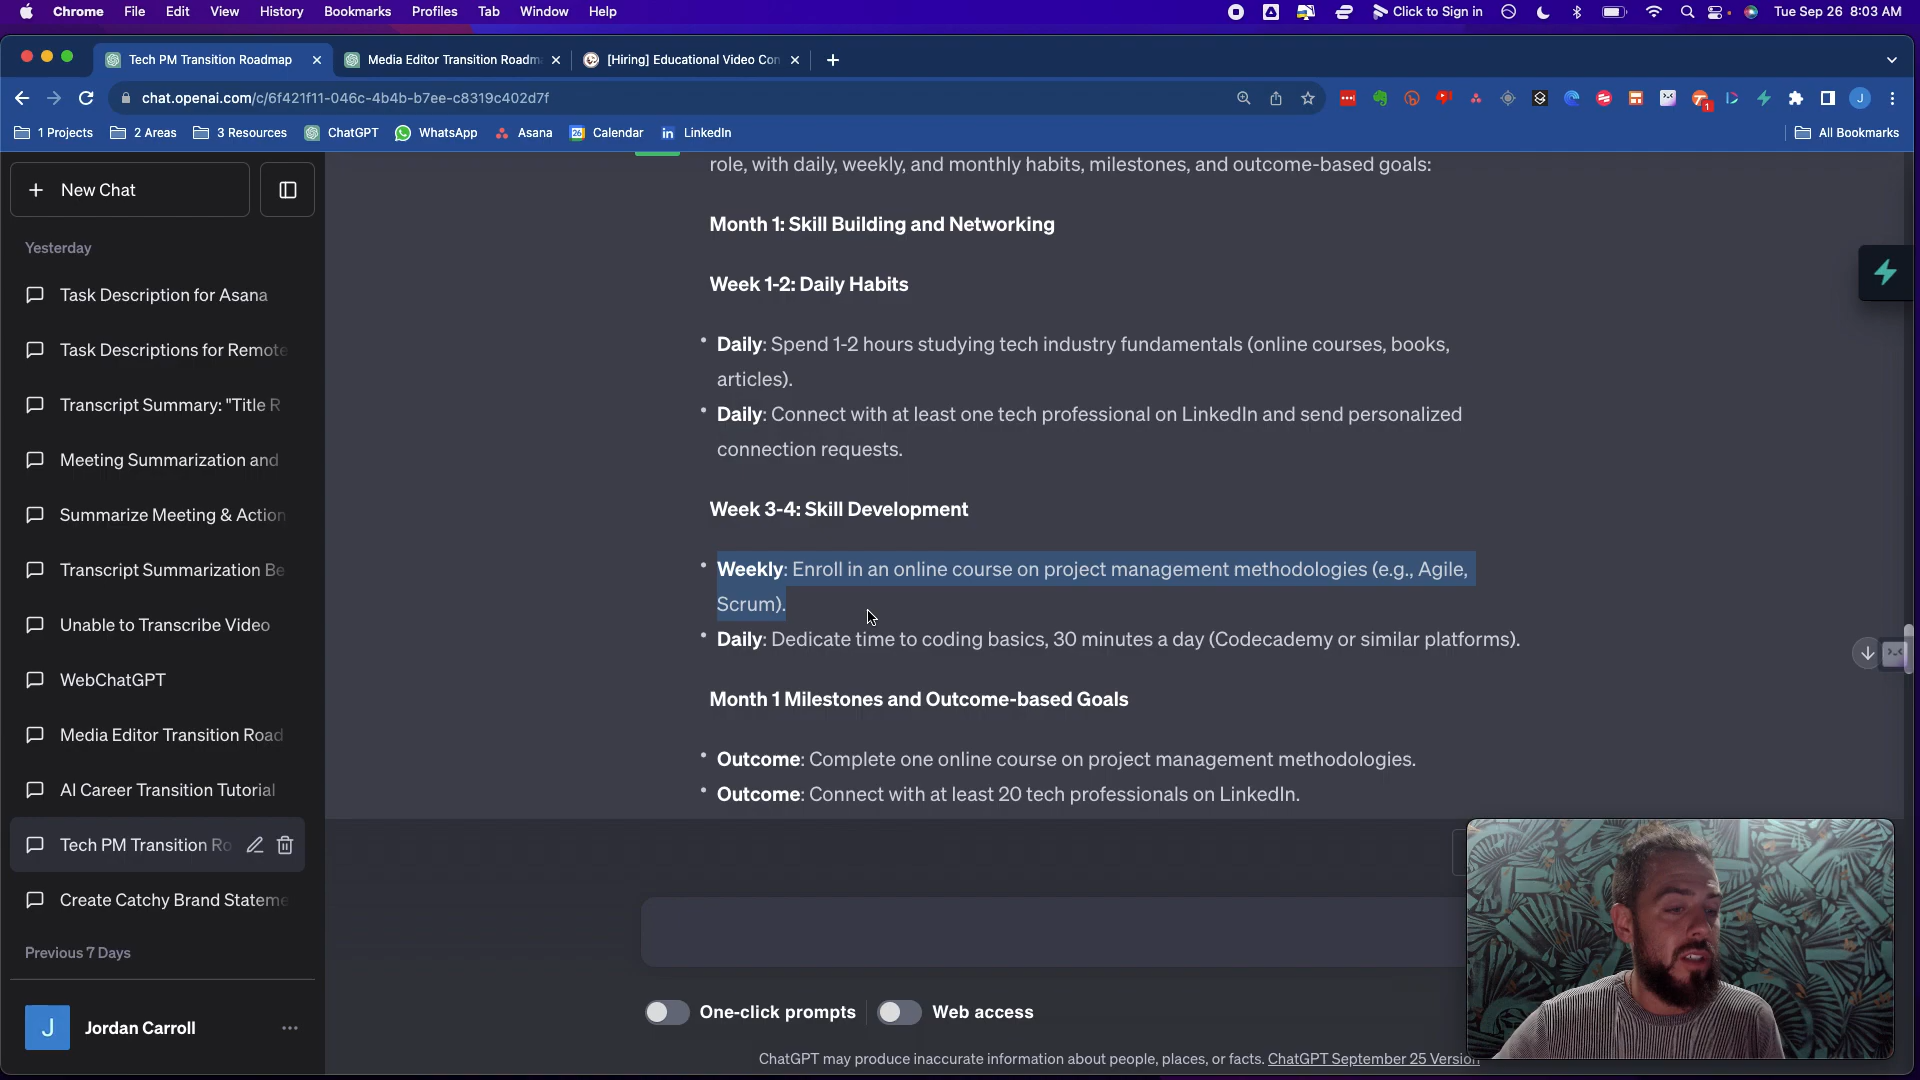 Chrome File Edit View History Bookmarks Profiles Tab Window Help Click to Sign in Tue Sep 26 8:03 AM
Tech PM Transition Roadmap Media Editor Transition Roadm [Hiring] Educational Video Con
chat.openai.com/c/6f421f11-046c-4b4b-b7ee-c8319c402d7f 1
1 Projects 2 Areas 3 Resources ChatGPT WhatsApp 26 Calendar Asana in LinkedIn All Bookmarks
New Chat
Yesterday
Task Description for Asana
Task Descriptions for Remote
Transcript Summary: "Title R
Meeting Summarization and
Summarize Meeting & Action
Transcript Summarization Be
Unable to Transcribe Video
WebChatGPT
Media Editor Transition Road
AI Career Transition Tutorial
Tech PM Transition Ro
Create Catchy Brand Stateme
Previous 7 Days
J Jordan Carroll
role, with daily, weekly, and monthly habits, milestones, and outcome-based goals:
Month 1: Skill Building and Networking
Week 1-2: Daily Habits
• Daily: Spend 1-2 hours studying tech industry fundamentals (online courses, books,
articles).
• Daily: Connect with at least one tech professional on LinkedIn and send personalized
connection requests.
Week 3-4: Skill Development
• Weekly: Enroll in an online course on project management methodologies (e.g., Agile,
Scrum).
• Daily: Dedicate time to coding basics, 30 minutes a day (Codecademy or similar platforms).
Month 1 Milestones and Outcome-based Goals
• Outcome: Complete one online course on project management methodologies.
• Outcome: Connect with at least 20 tech professionals on LinkedIn.
One-click prompts Web access
ChatGPT may produce inaccurate information about people, places, or facts. ChatGPT September 25 Version